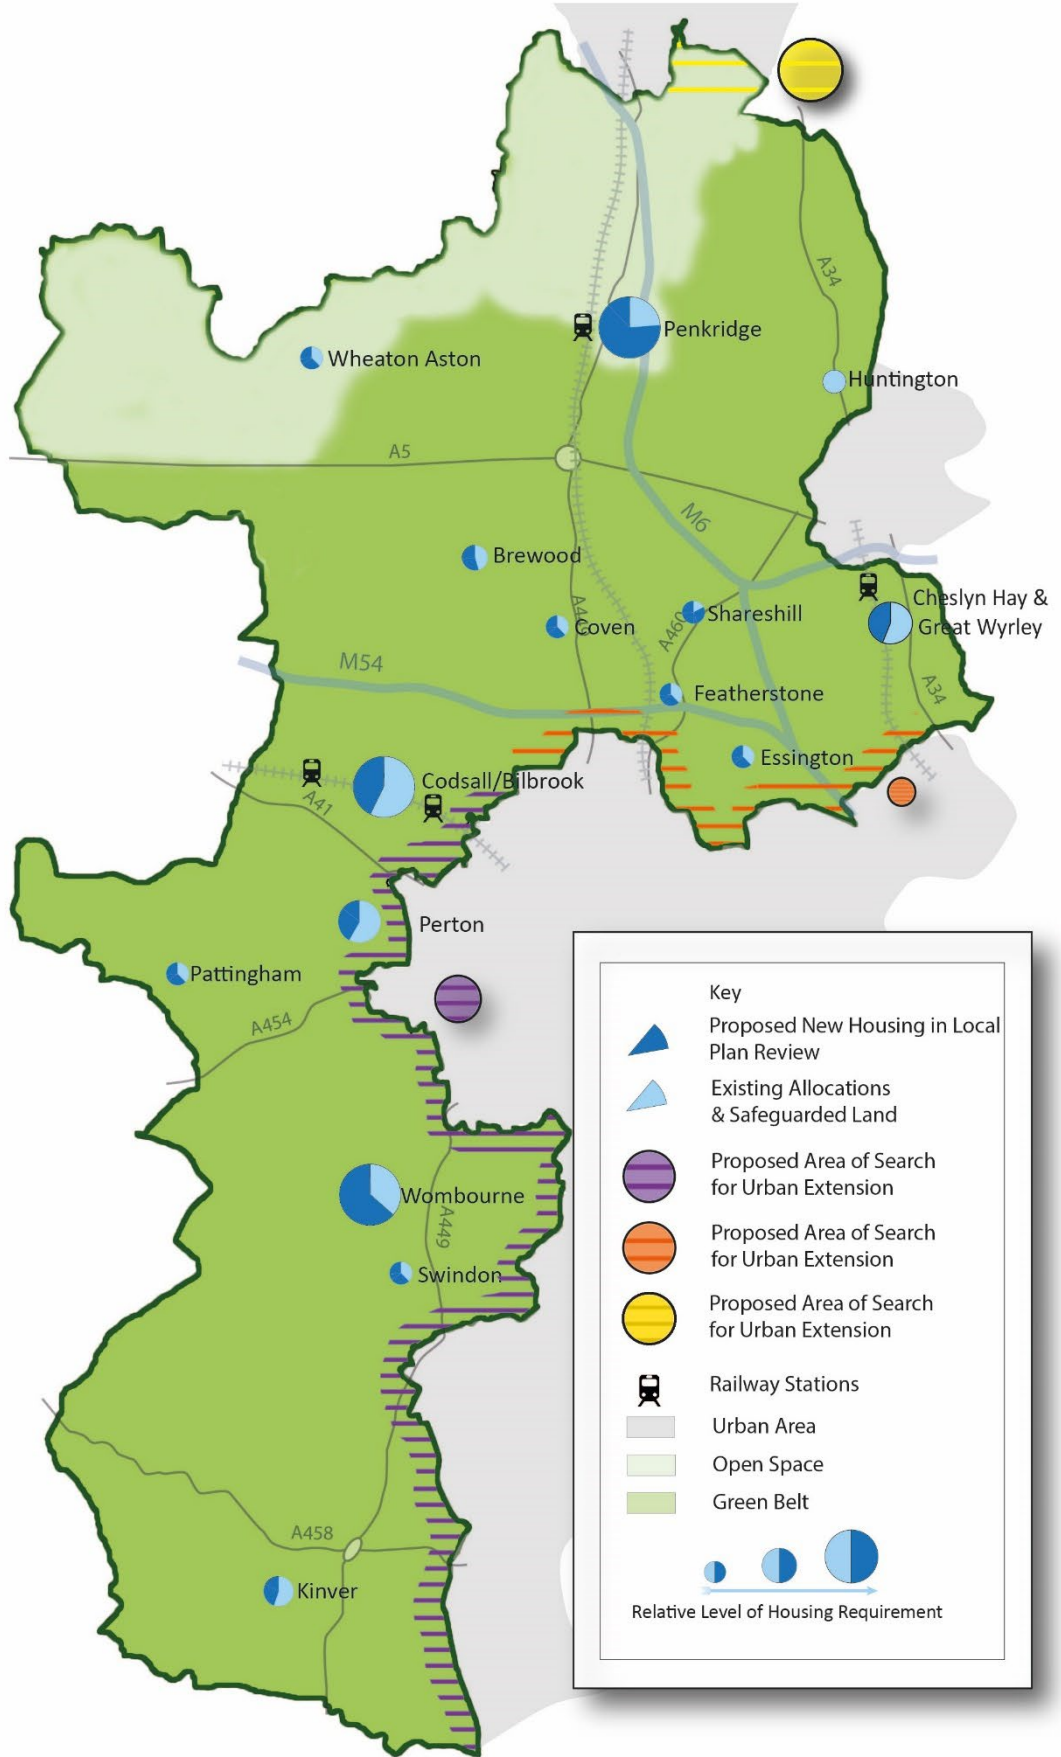 A34
Penkridge
Wheaton Aston
Huntington
A5
M6
Brewood
Cheslyn Hay &
Great Wyrley
Shareshill
A449
Coven
A460
M54
Featherstone
A34
Essington
Codsall/Bilbrook
A41
Perton
Pattingham
A454
Wombourne
A449
Swindon
A458
Kinver
Key
Proposed New Housing in Local
Plan Review
Existing Allocations
& Safeguarded Land
Proposed Area of Search
for Urban Extension
Proposed Area of Search
for Urban Extension
Proposed Area of Search
for Urban Extension
Railway Stations
Urban Area
Open Space
Green Belt
Relative Level of Housing Requirement